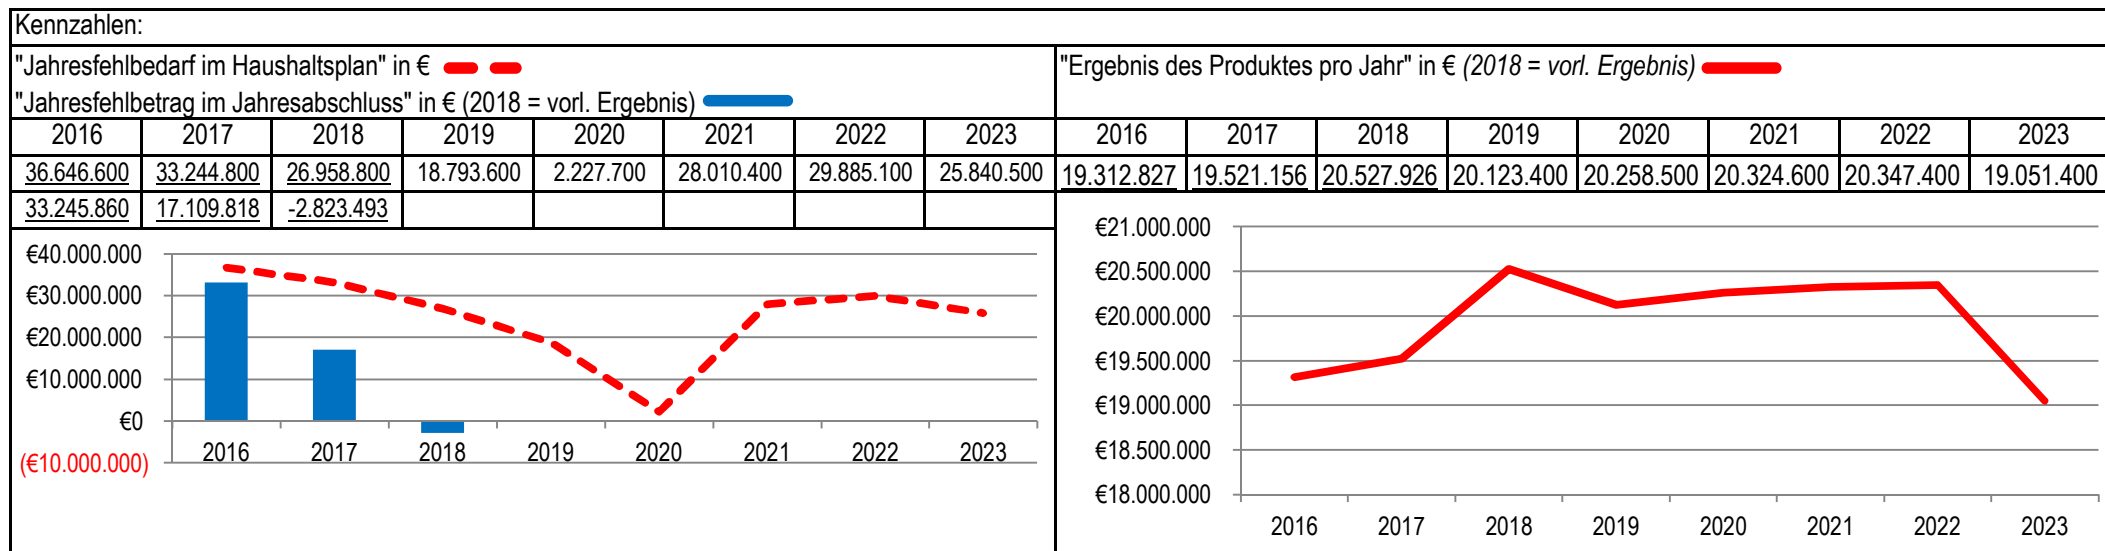 Kennzahlen:
"Jahresfehlbedarf im Haushaltsplan" in €
"Jahresfehlbetrag im Jahresabschluss" in € (2018 = vorl. Ergebnis)
2016 2017 2018 2019 2020 2021 2022 2023
36.646.600 33.244.800 26.958.800 18.793.600 2.227.700 28.010.400 29.885.100 25.840.500
33.245.860 17.109.818 -2.823.493
€40.000.000
€30.000.000
€20.000.000
€10.000.000
€0
(€10.000.000)
2016 2017 2018 2019 2020 2021 2022 2023
"Ergebnis des Produktes pro Jahr" in € (2018 = vorl. Ergebnis)
2016 2017 2018 2019 2020 2021 2022 2023
19.312.827 19.521.156 20.527.926 20.123.400 20.258.500 20.324.600 20.347.400 19.051.400
€21.000.000
€20.500.000
€20.000.000
€19.500.000
€19.000.000
€18.500.000
€18.000.000
2016 2017 2018 2019 2020 2021 2022 2023